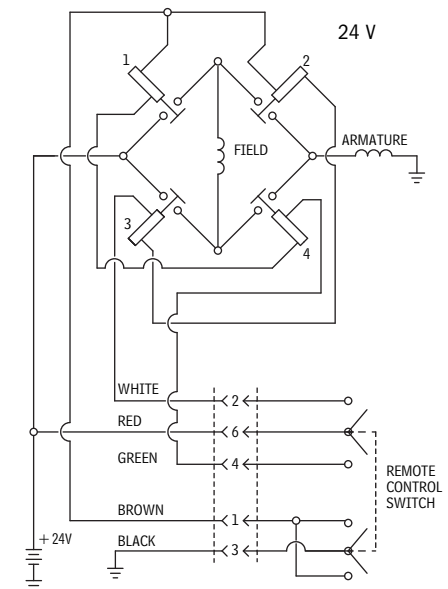 24 V
1
2
ARMATURE
FIELD
3
4
WHITE
2
RED
6
GREEN
4
REMOTE
CONTROL
SWITCH
BROWN
1
+ 24V
BLACK
3